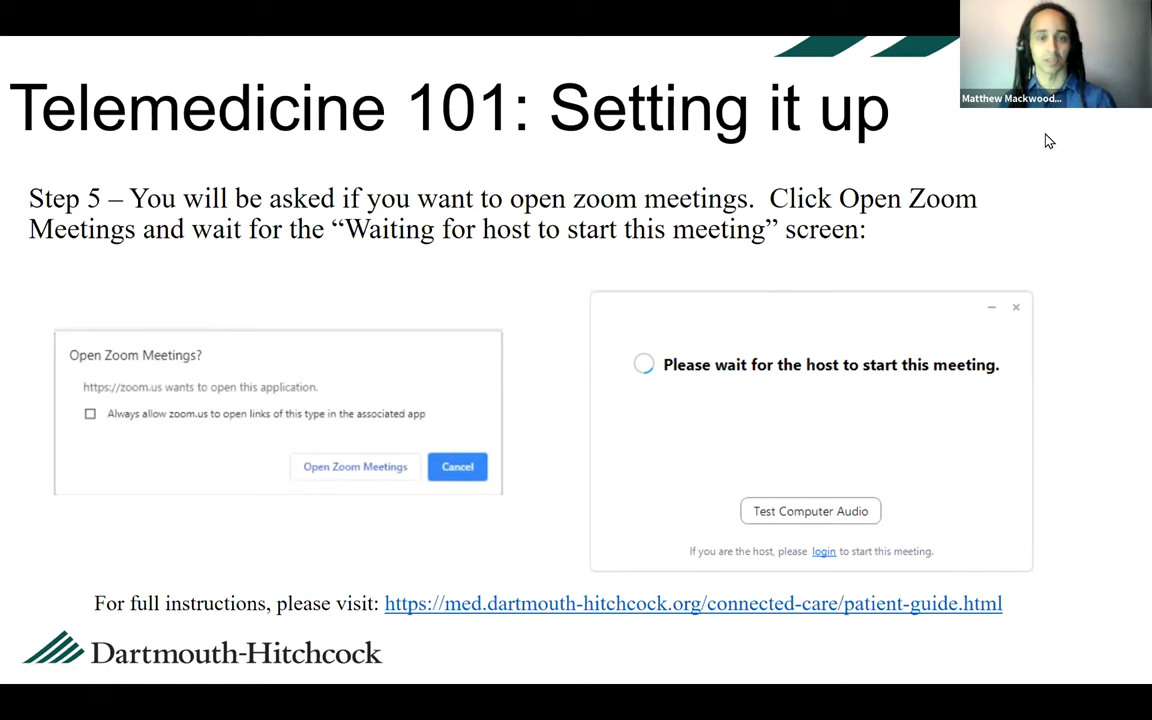 Telemedicine 101: Setting it up
Matthew Mackwood...
Step 5 – You will be asked if you want to open zoom meetings.  Click Open Zoom
Meetings and wait for the “Waiting for host to start this meeting” screen:
Open Zoom Meetings?
https://zoom.us wants to open this application.
Always allow zoom.us to open links of this type in the associated app
Open Zoom Meetings
Cancel
Please wait for the host to start this meeting.
Test Computer Audio
If you are the host, please login to start this meeting.
For full instructions, please visit: https://med.dartmouth-hitchcock.org/connected-care/patient-guide.html
Dartmouth-Hitchcock